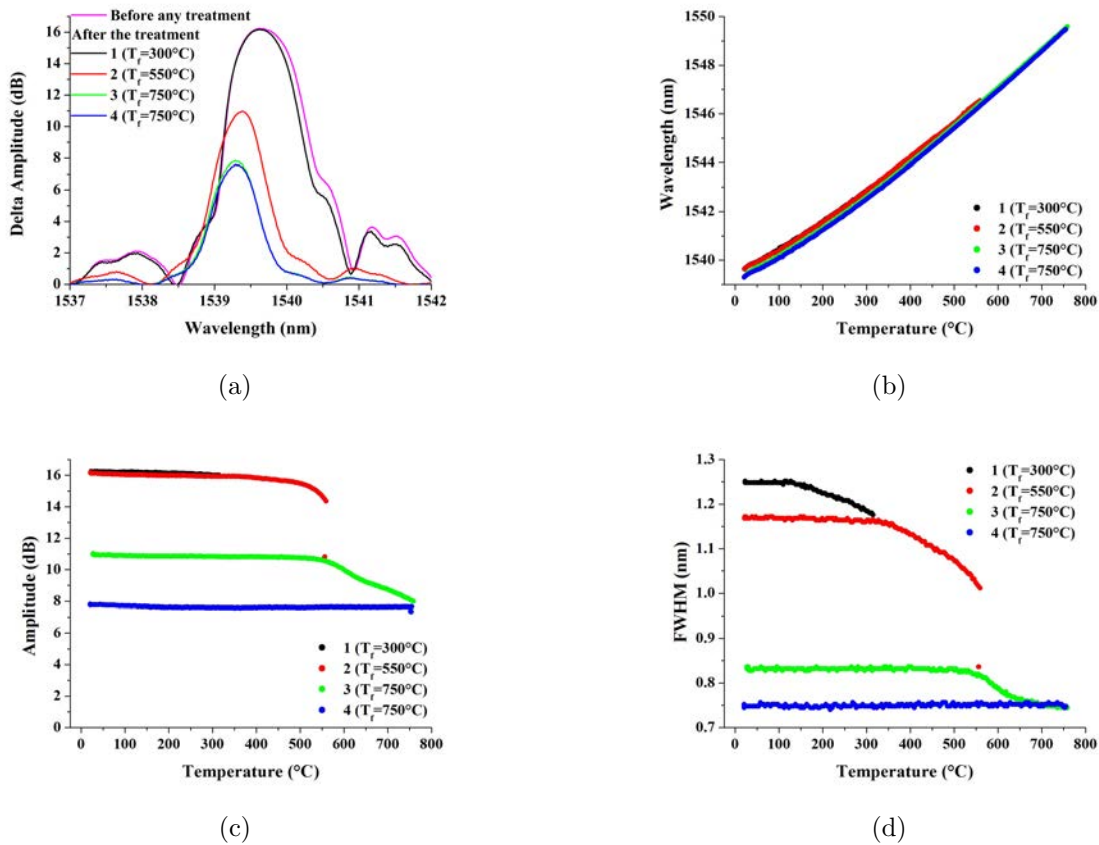 Before any treatment
After the treatment
1 (Tf=300°C)
2 (Tf=550°C)
3 (Tf=750°C)
4 (Tf=750°C)
16
14
12
10
8
6
4
2
0
Delta Amplitude (dB)
1537 1538 1539 1540 1541 1542
Wavelength (nm)
(a)
1550
1548
1546
1544
1542
1540
Wavelength (nm)
1 (Tf=300°C)
2 (Tf=550°C)
3 (Tf=750°C)
4 (Tf=750°C)
0 100 200 300 400 500 600 700 800
Temperature (°C)
(b)
16
14
12
10
8
6
4
2
0
Amplitude (dB)
1 (Tf=300°C)
2 (Tf=550°C)
3 (Tf=750°C)
4 (Tf=750°C)
0 100 200 300 400 500 600 700 800
Temperature (°C)
(c)
1.3
1.2
1.1
1.0
0.9
0.8
0.7
FWHM (nm)
1 (Tf=300°C)
2 (Tf=550°C)
3 (Tf=750°C)
4 (Tf=750°C)
0 100 200 300 400 500 600 700 800
Temperature (°C)
(d)